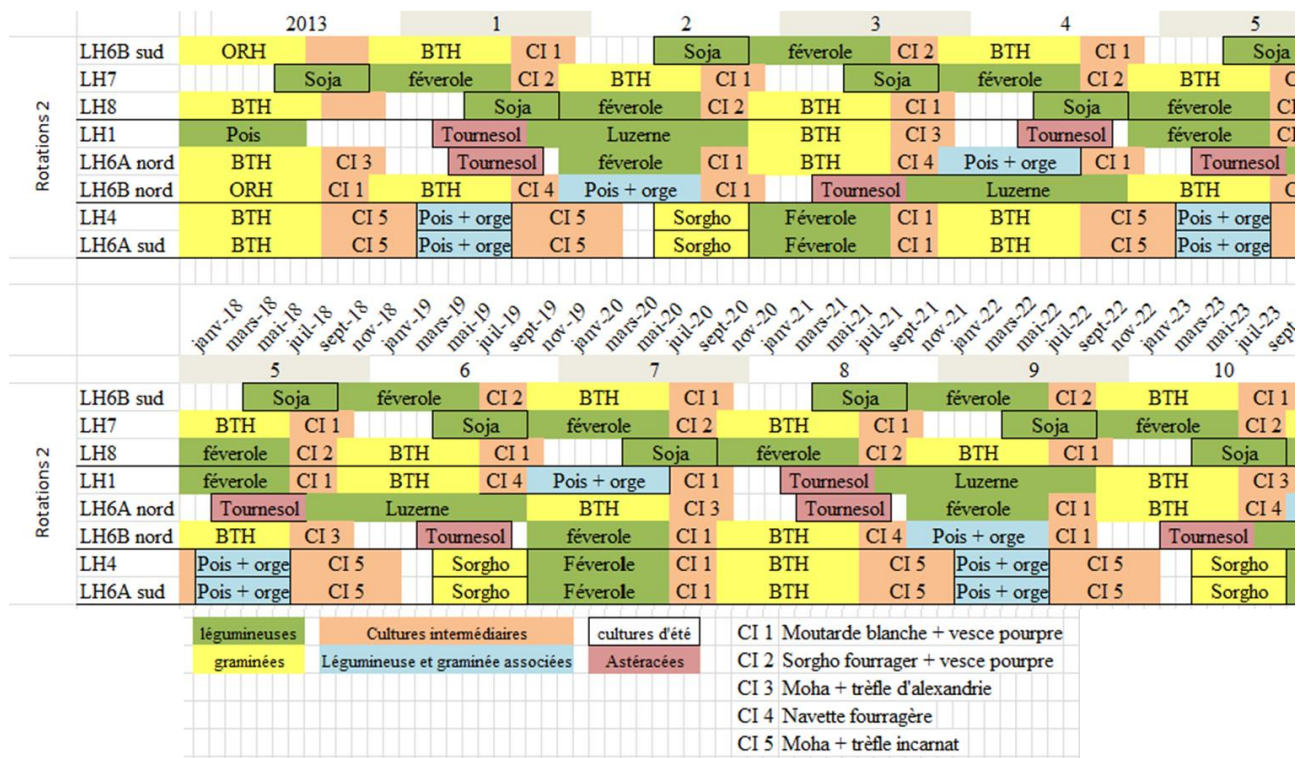 2013 1 2 3 4 5
Rotations 2
LH6B sud ORH BTH CI 1 Soja féverole CI 2 BTH CI 1 Soja
LH7 Soja féverole CI 2 BTH CI 1 Soja féverole CI 2 BTH C
LH8 BTH Soja féverole CI 2 BTH CI 1 Soja féverole CI
LH1 Pois Tournesol Luzerne BTH CI 3 Tournesol féverole CI
LH6A nord BTH CI 3 Tournesol féverole CI 1 BTH CI 4 Pois + orge CI 1 Tournesol
LH6B nord ORH CI 1 BTH CI 4 Pois + orge CI 1 Tournesol Luzerne BTH C
LH4 BTH CI 5 Pois + orge CI 5 Sorgho Féverole CI 1 BTH CI 5 Pois + orge
LH6A sud BTH CI 5 Pois + orge CI 5 Sorgho Féverole CI 1 BTH CI 5 Pois + orge
janv-18 mars-18 mai-18 juil-18 sept-18 nov-18 janv-19 mars-19 mai-19 juil-19 sept-19 nov-19 janv-20 mars-20 mai-20 juil-20 sept-20 nov-20 janv-21 mars-21 mai-21 juil-21 sept-21 nov-21 janv-22 mars-22 mai-22 juil-22 sept-22 nov-22 janv-23 mars-23 mai-23 juil-23 sept-
5 6 7 8 9 10
Rotations 2
LH6B sud Soja féverole CI 2 BTH CI 1 Soja féverole CI 2 BTH CI 1
LH7 BTH CI 1 Soja féverole CI 2 BTH CI 1 Soja féverole CI 2
LH8 féverole CI 2 BTH CI 1 Soja féverole CI 2 BTH CI 1 Soja
LH1 féverole CI 1 BTH CI 4 Pois + orge CI 1 Tournesol Luzerne BTH CI 3
LH6A nord Tournesol Luzerne BTH CI 3 Tournesol féverole CI 1 BTH CI 4
LH6B nord BTH CI 3 Tournesol féverole CI 1 BTH CI 4 Pois + orge CI 1 Tournesol
LH4 Pois + orge CI 5 Sorgho Féverole CI 1 BTH CI 5 Pois + orge CI 5 Sorgho
LH6A sud Pois + orge CI 5 Sorgho Féverole CI 1 BTH CI 5 Pois + orge CI 5 Sorgho
légumineuses Cultures intermédiaires cultures d'été CI 1 Moutarde blanche + vesce pourpre
graminées Légumineuse et graminée associées Astéracées CI 2 Sorgho fourrager + vesce pourpre
CI 3 Moha + trèfle d'alexandrie
CI 4 Navette fourragère
CI 5 Moha + trèfle incarnat